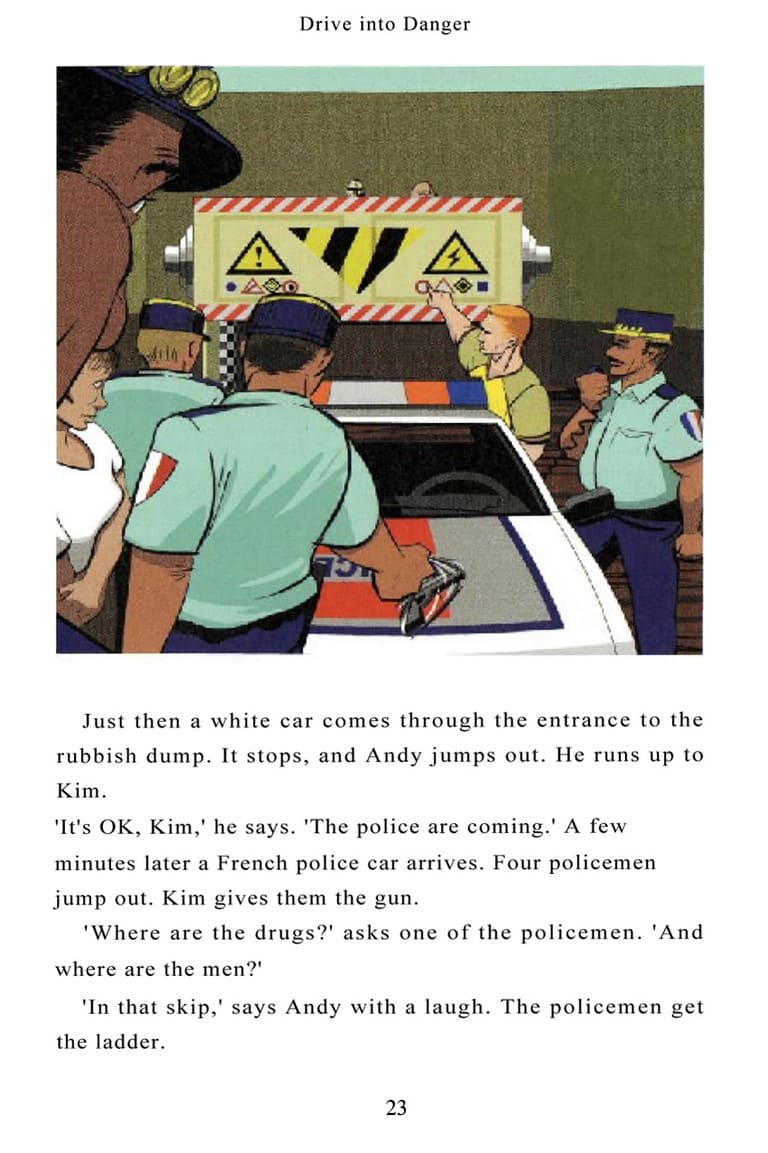 Drive into Danger
Just then a white car comes through the entrance to the
rubbish dump. It stops, and Andy jumps out. He runs up to
Kim.
'It's OK, Kim,' he says. 'The police are coming.' A few
minutes later a French police car arrives. Four policemen
jump out. Kim gives them the gun.
'Where are the drugs?' asks one of the policemen. 'And
where are the men?'
'In that skip,' says Andy with a laugh. The policemen get
the ladder.
23